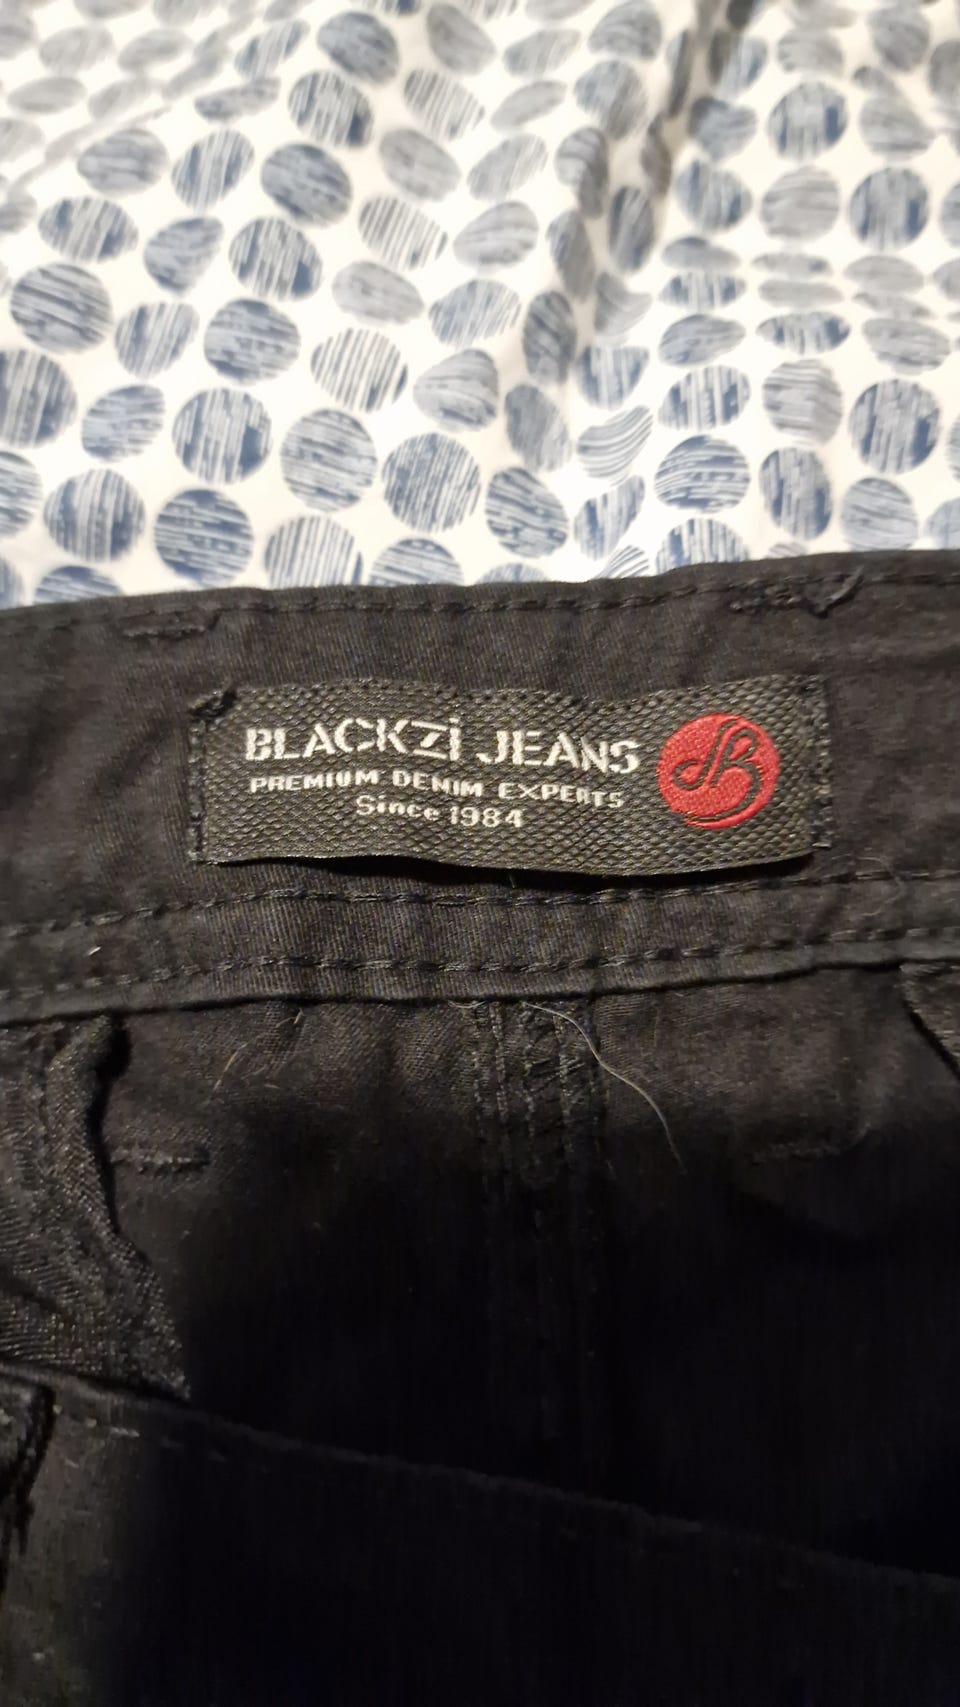 BLACKZi JEANS
PREMIUM DENIM EXPERTS
Since 1984